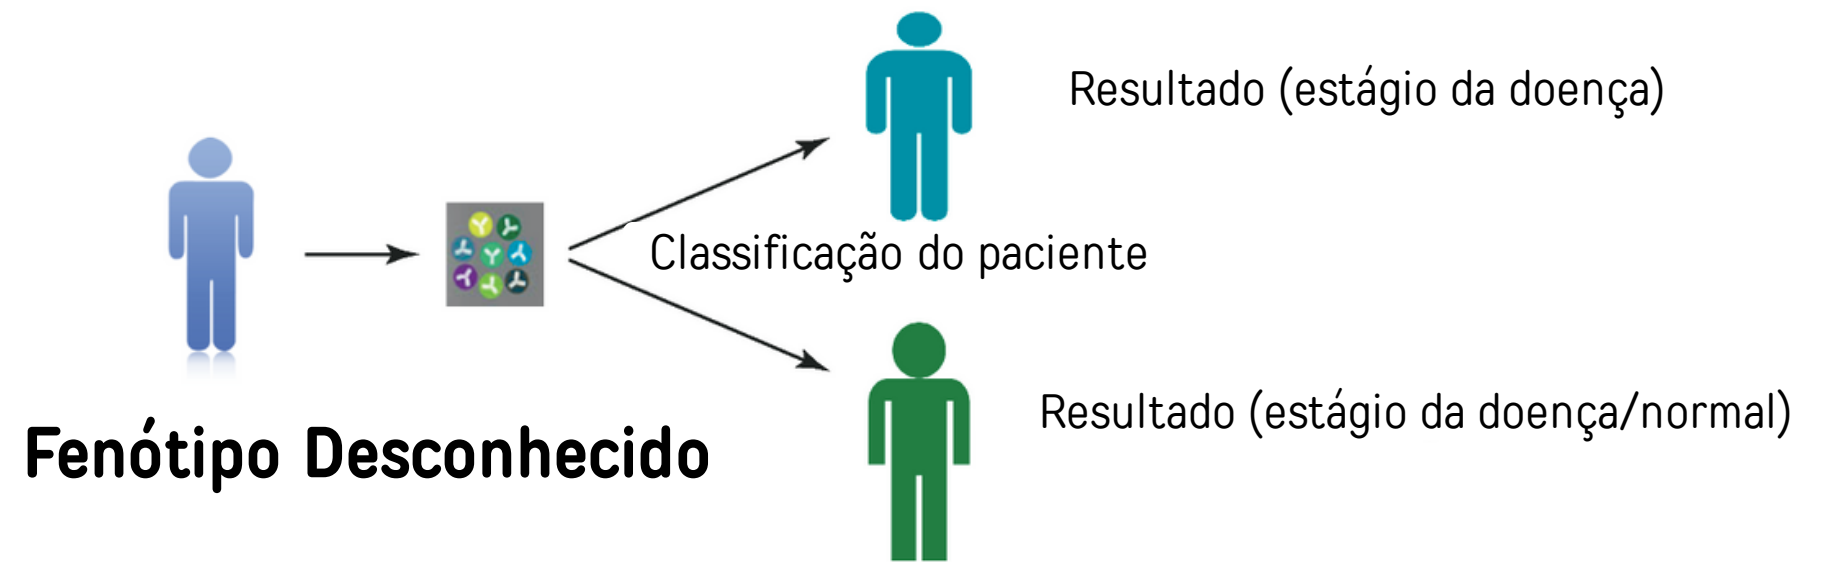 Resultado (estágio da doença)
Classificação do paciente
Resultado (estágio da doença/normal)
Fenótipo Desconhecido